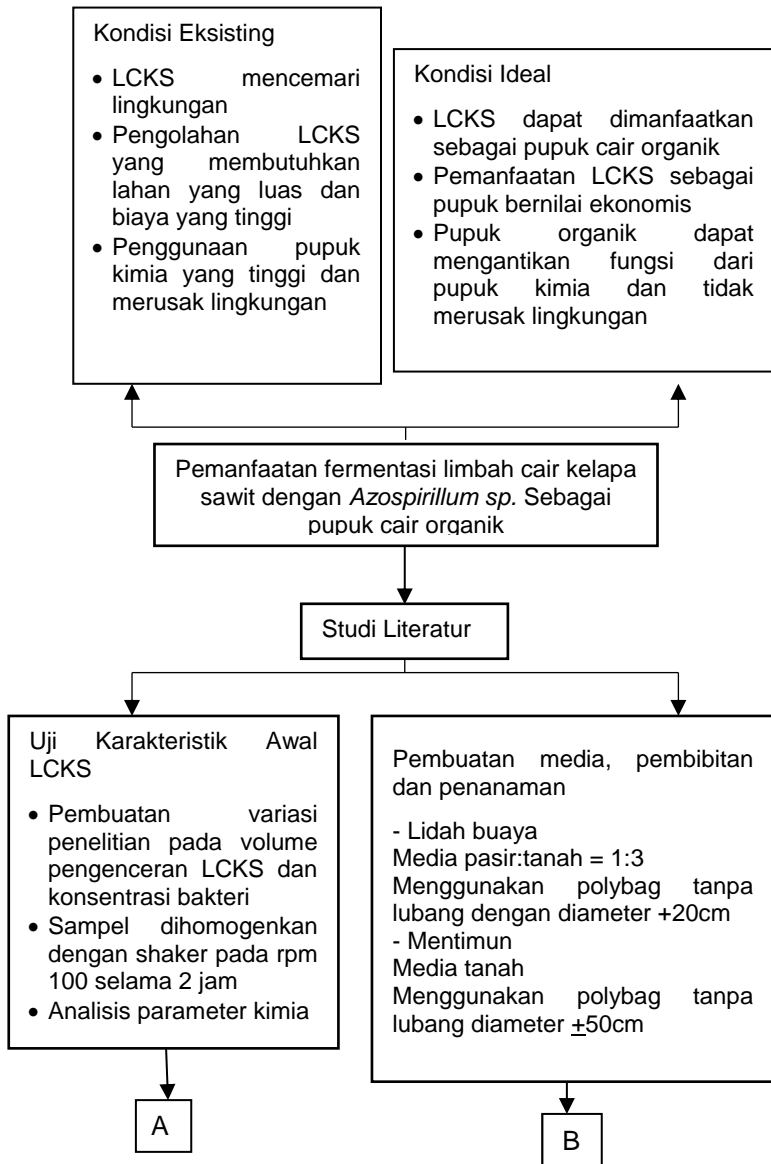 Kondisi Eksisting
• LCKS mencemari
lingkungan
• Pengolahan LCKS
yang membutuhkan
lahan yang luas dan
biaya yang tinggi
• Penggunaan pupuk
kimia yang tinggi dan
merusak lingkungan
Kondisi Ideal
• LCKS dapat dimanfaatkan
sebagai pupuk cair organik
• Pemanfaatan LCKS sebagai
pupuk bernilai ekonomis
• Pupuk organik dapat
mengantikan fungsi dari
pupuk kimia dan tidak
merusak lingkungan
Pemanfaatan fermentasi limbah cair kelapa
sawit dengan Azospirillum sp. Sebagai
pupuk cair organik
Studi Literatur
Uji Karakteristik Awal
LCKS
• Pembuatan variasi
penelitian pada volume
pengenceran LCKS dan
konsentrasi bakteri
• Sampel dihomogenkan
dengan shaker pada rpm
100 selama 2 jam
• Analisis parameter kimia
Pembuatan media, pembibitan
dan penanaman
- Lidah buaya
Media pasir:tanah = 1:3
Menggunakan polybag tanpa
lubang dengan diameter +20cm
- Mentimun
Media tanah
Menggunakan polybag tanpa
lubang diameter ±50cm
A
B